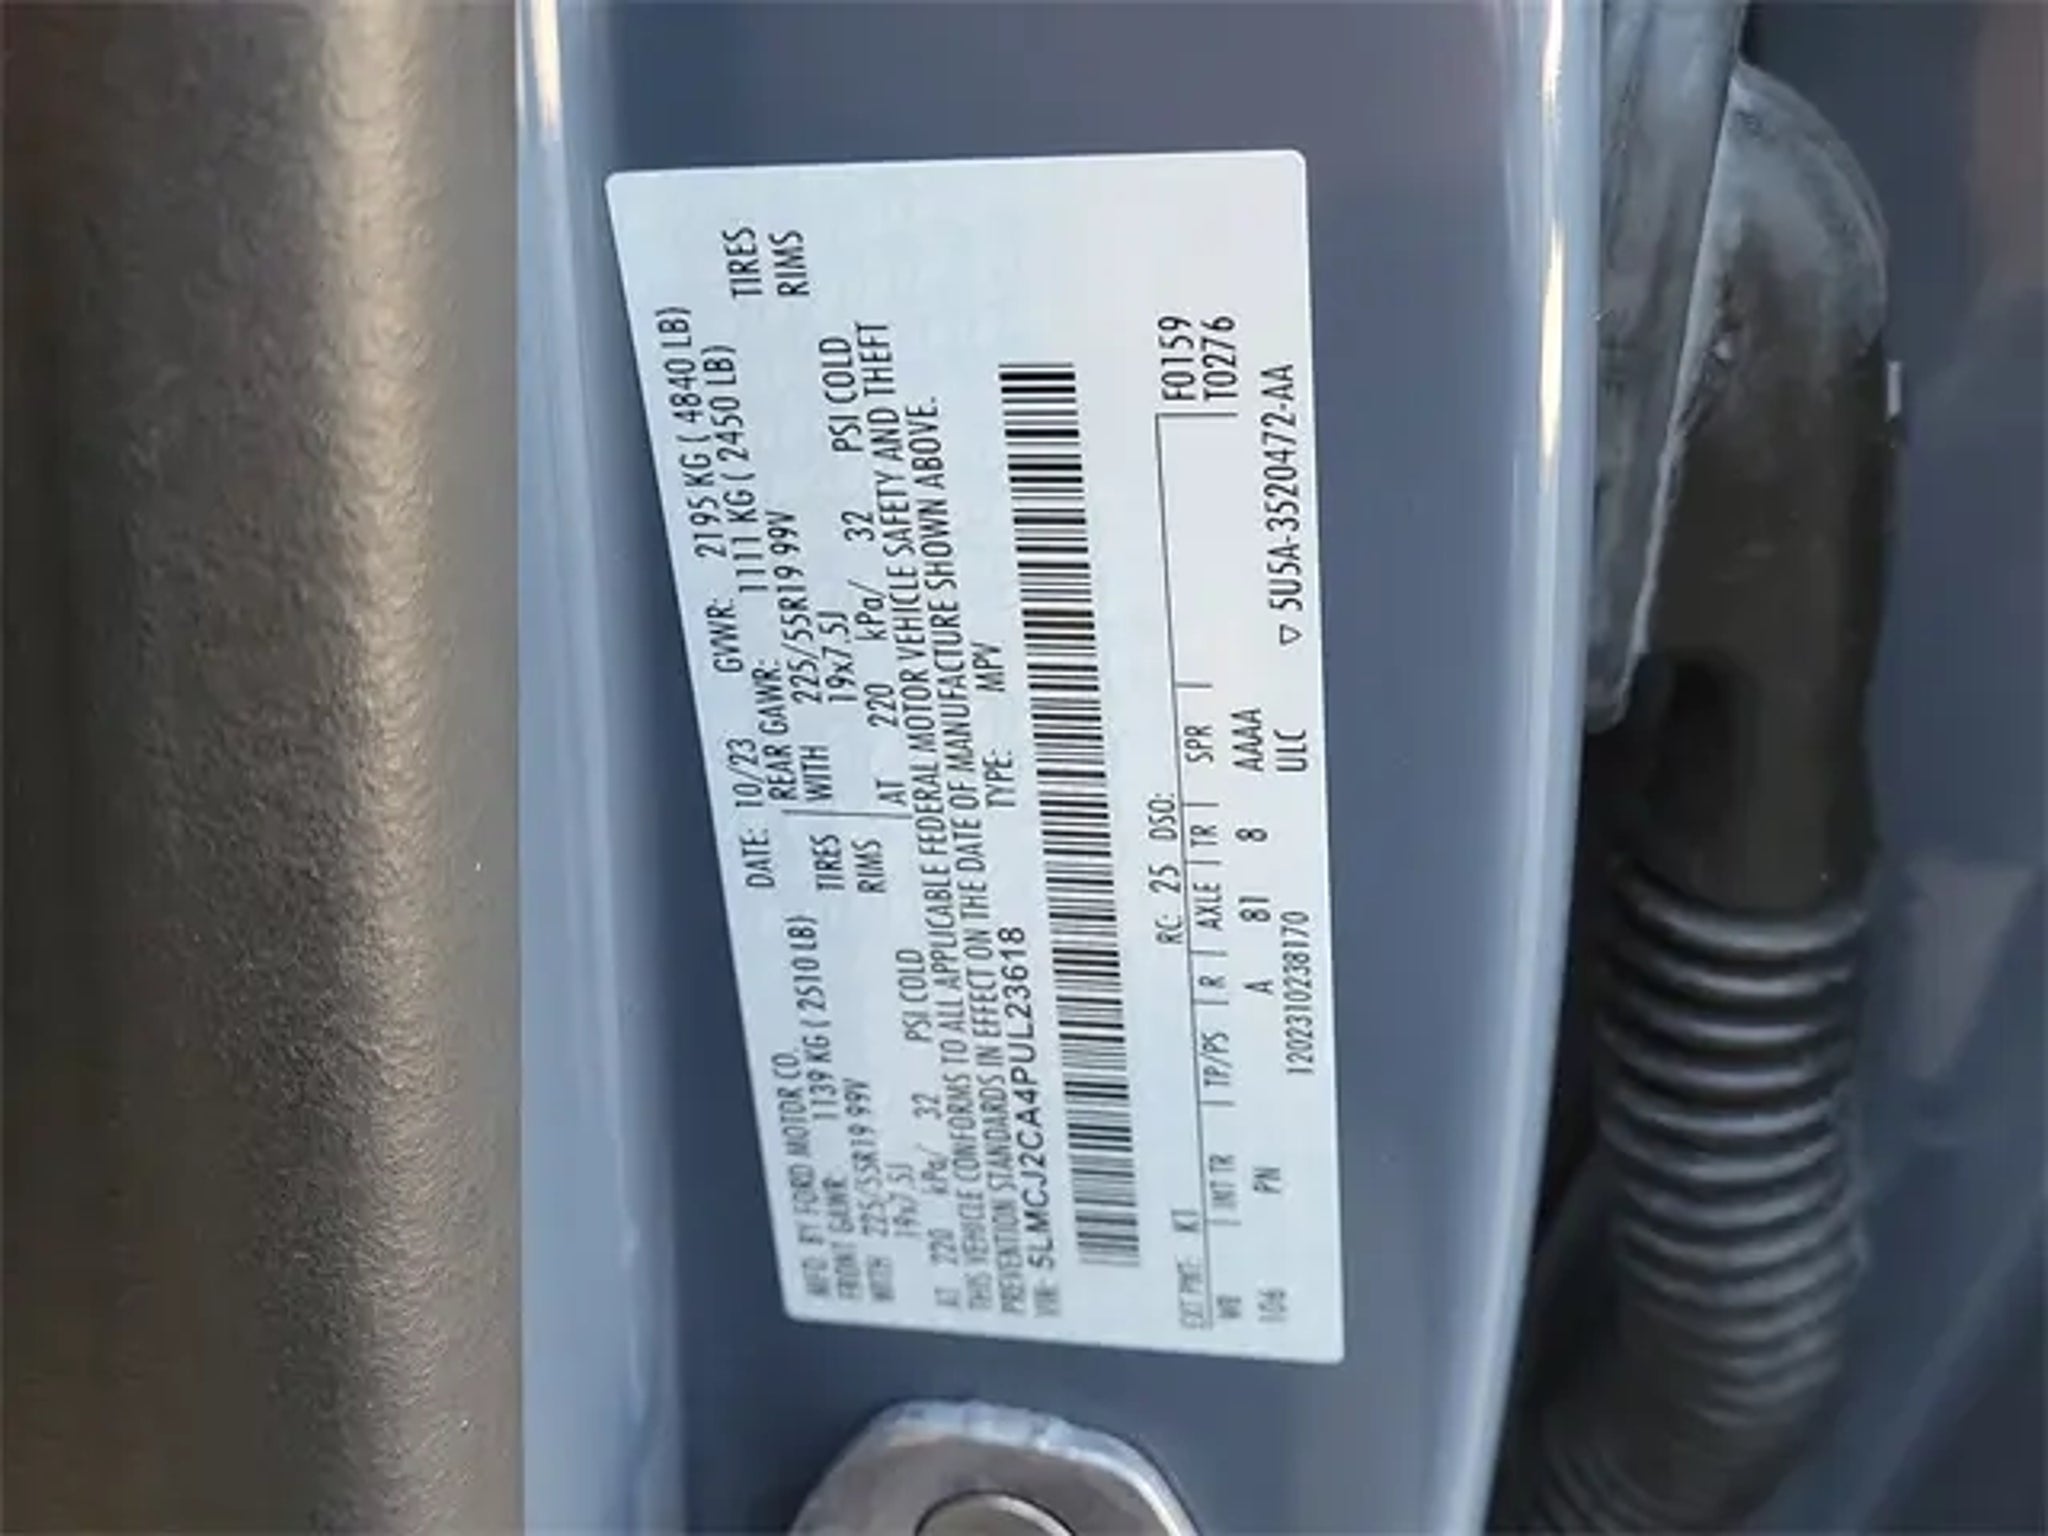 MFD. BY FORD MOTOR CO. DATE: 10/23 GVWR: 2195 KG ( 4840 LB)
FRONT GAWR: 1139 KG ( 2510 LB) REAR GAWR: 1111 KG ( 2450 LB)
WITH 225/55R19 99V TIRES WITH 225/55R19 99V TIRES
19x7.5J RIMS 19x7.5J RIMS
AT 220 kPa/ 32 PSI COLD AT 220 kPa/ 32 PSI COLD
THIS VEHICLE CONFORMS TO ALL APPLICABLE FEDERAL MOTOR VEHICLE SAFETY AND THEFT
PREVENTION STANDARDS IN EFFECT ON THE DATE OF MANUFACTURE SHOWN ABOVE.
VIN: 5LMCJ2CA4PUL23618 TYPE: MPV
EXT PNT: K1 RC: 25 DSO: F0159
WB INT TR TP/PS R AXLE TR SPR T0276
106 PN A 81 8 AAAA
1202310238170 ULC ▽ 5U5A-3520472-AA